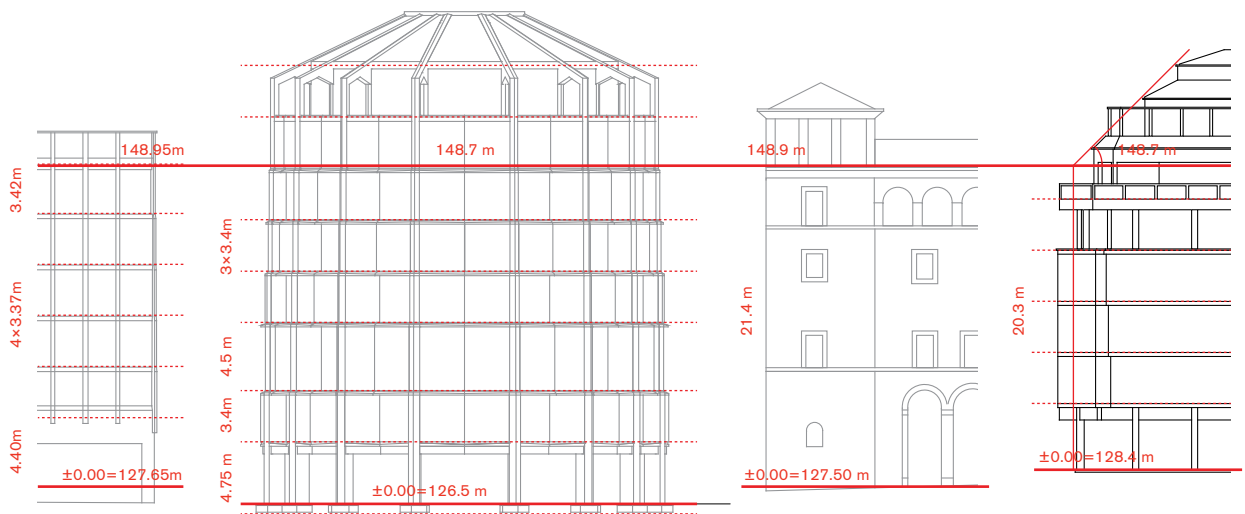 148.95m
3.42m
4×3.37m
4.40m
±0.00=127.65m
148.7 m
3×3.4m
4.5 m
3.4m
4.75 m
±0.00=126.5 m
148.9 m
21.4 m
±0.00=127.50 m
148.7 m
20.3 m
±0.00=128.4 m